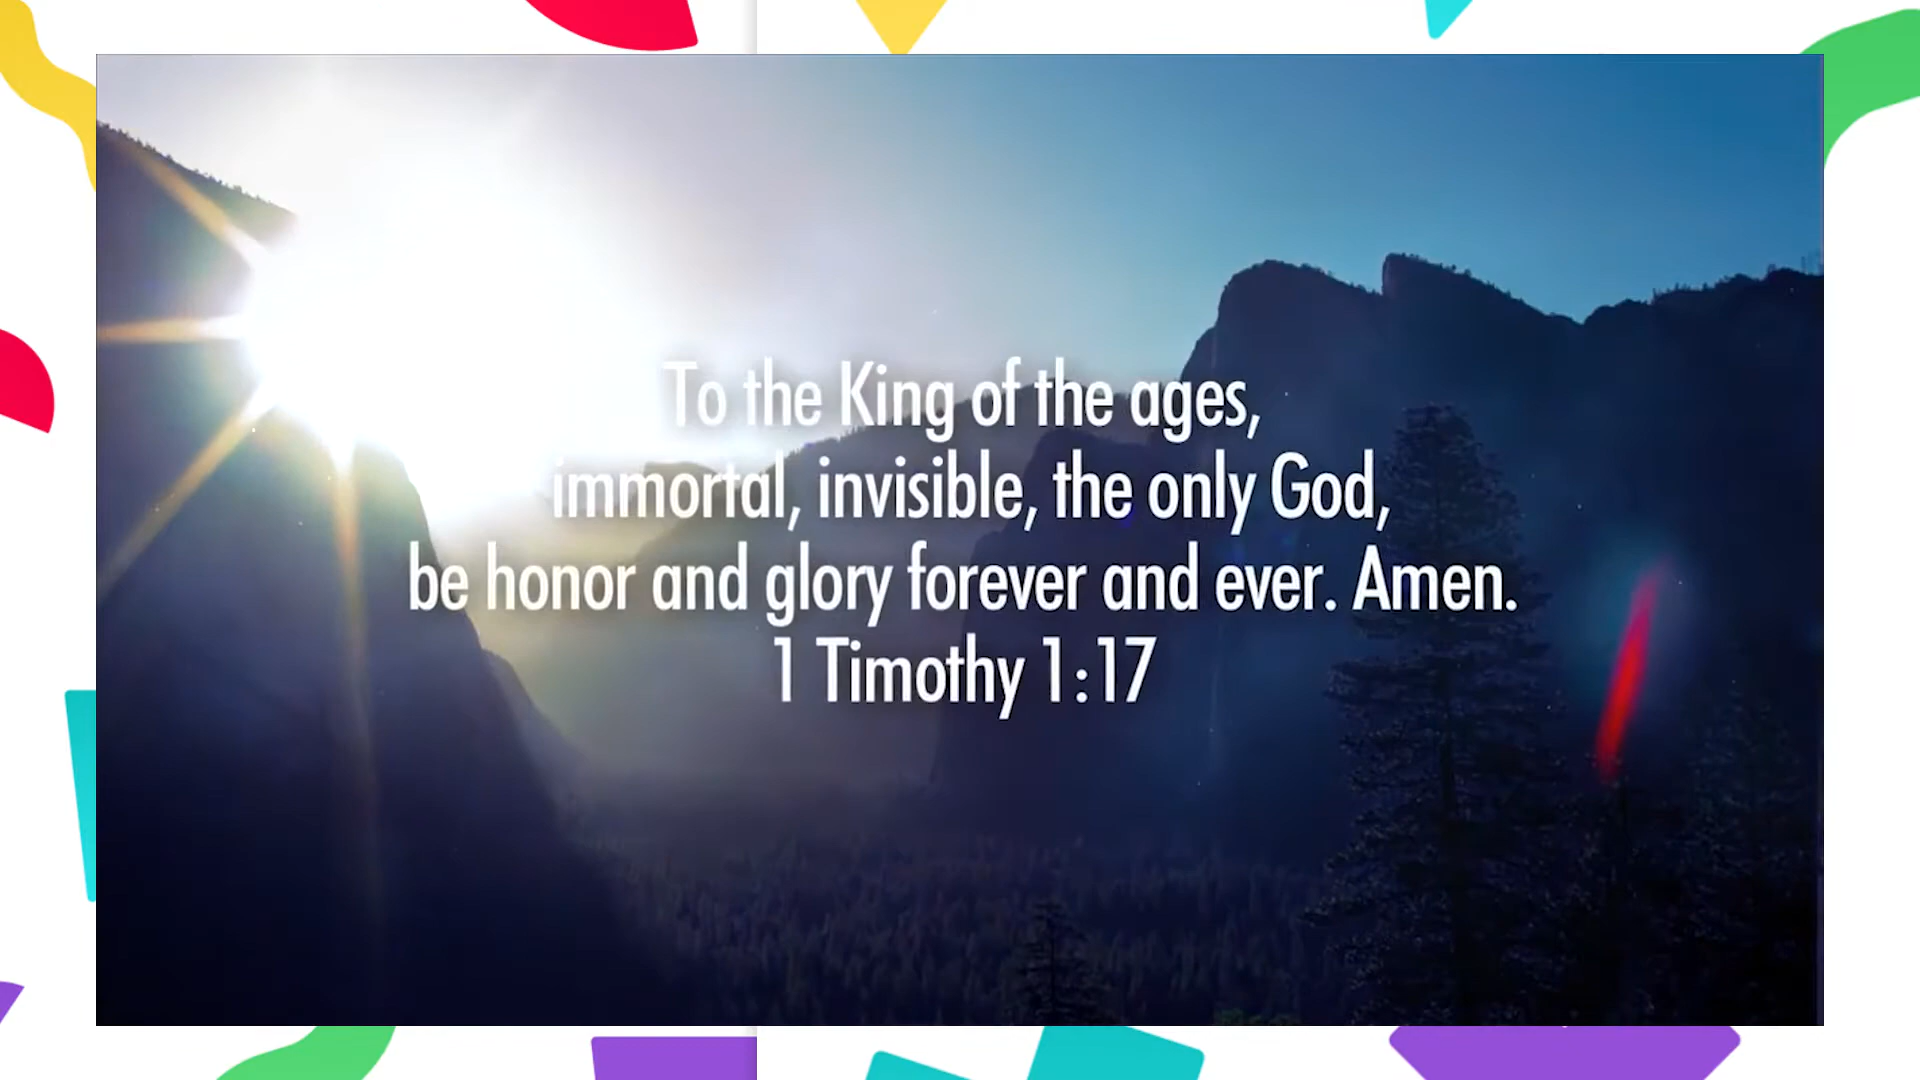 To the King of the ages,
immortal, invisible, the only God,
be honor and glory forever and ever. Amen.
1 Timothy 1:17